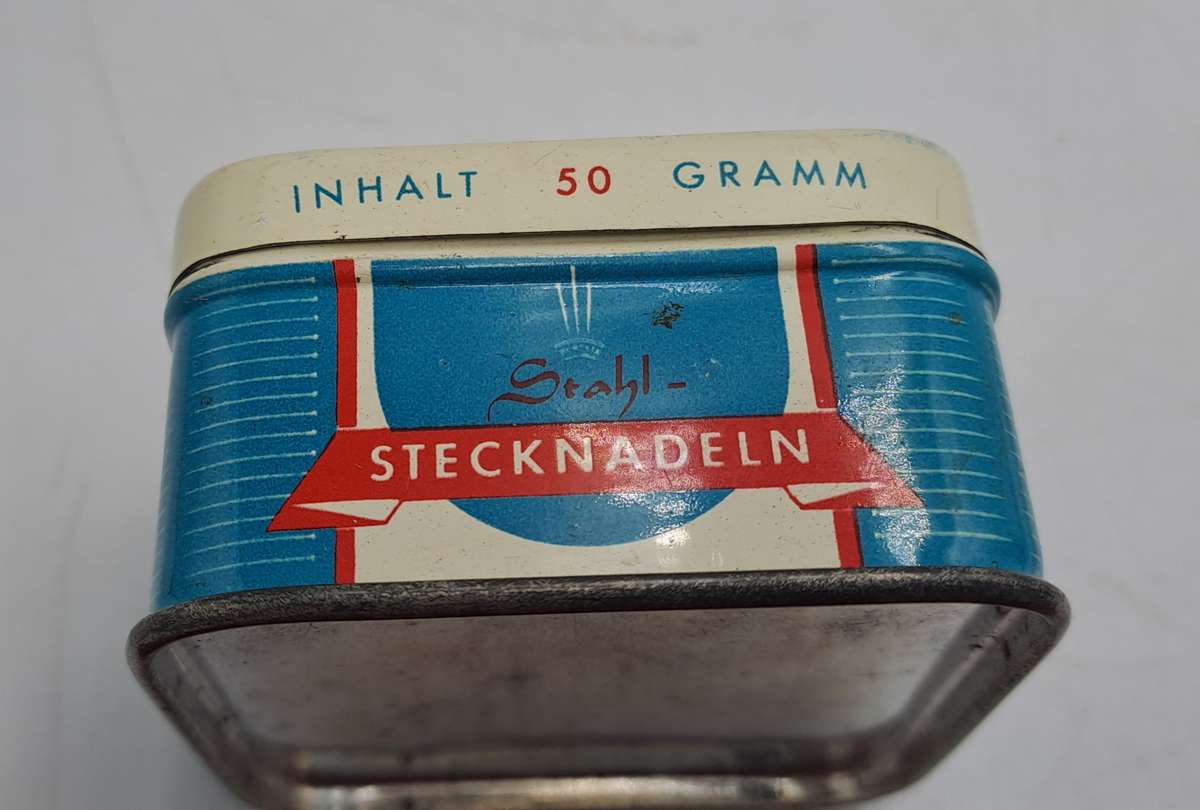 INHALT 50 GRAMM
Stahl-
STECKNADELN